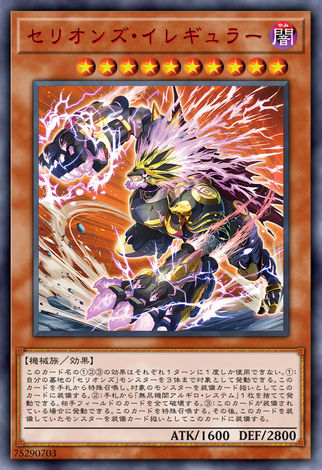 セリオンズ・イレギュラー
闇
やみ
【機械族／効果】
このカード名の①②③の効果はそれぞれ１ターンに１度しか使用できない。①：
自分の墓地の「セリオンズ」モンスターを３体まで対象として発動できる。この
カードを手札から特殊召喚し、対象のモンスターを装備カード扱いとしてこのカ
ードに装備する。②：手札から「無尽機関アルギロ・システム」１枚を捨てて発
動できる。相手フィールドのカードを全て破壊する。③：このカードが装備され
ている場合に発動できる。このカードを特殊召喚する。その後、このカードを装
備していたモンスターを装備カード扱いとしてこのカードに装備する。
ATK/1600 DEF/2800
75290703